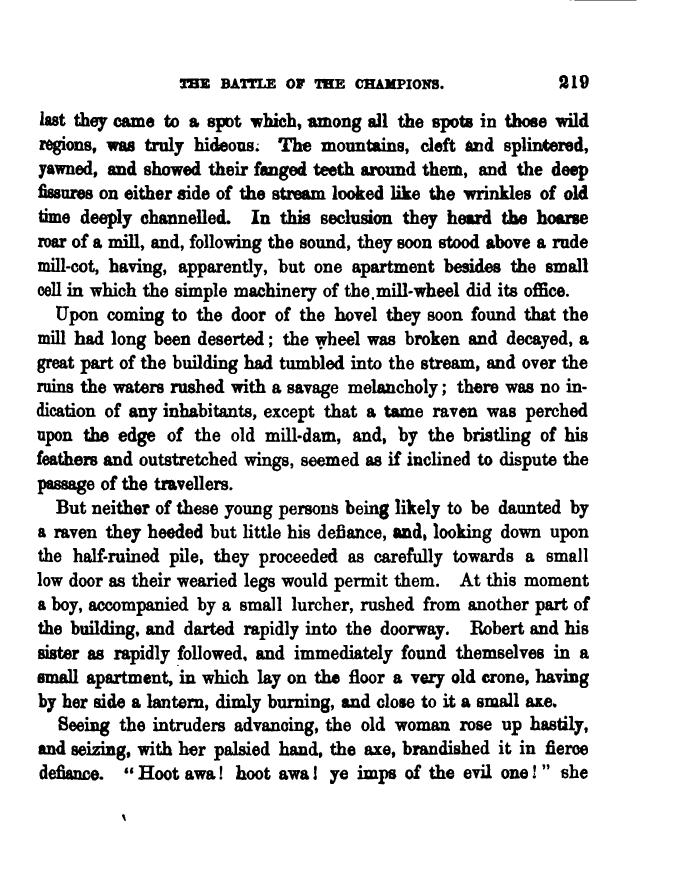 THE BATTLE OF THE CHAMPIONS. 219
last they came to a spot which, among all the spots in those wild
regions, was truly hideous. The mountains, cleft and splintered,
yawned, and showed their fanged teeth around them, and the deep
fissures on either side of the stream looked like the wrinkles of old
time deeply channelled. In this seclusion they heard the hoarse
roar of a mill, and, following the sound, they soon stood above a rude
mill-cot, having, apparently, but one apartment besides the small
cell in which the simple machinery of the mill-wheel did its office.
Upon coming to the door of the hovel they soon found that the
mill had long been deserted; the wheel was broken and decayed, a
great part of the building had tumbled into the stream, and over the
ruins the waters rushed with a savage melancholy; there was no in-
dication of any inhabitants, except that a tame raven was perched
upon the edge of the old mill-dam, and, by the bristling of his
feathers and outstretched wings, seemed as if inclined to dispute the
passage of the travellers.
But neither of these young persons being likely to be daunted by
a raven they heeded but little his defiance, and, looking down upon
the half-ruined pile, they proceeded as carefully towards a small
low door as their wearied legs would permit them. At this moment
a boy, accompanied by a small lurcher, rushed from another part of
the building, and darted rapidly into the doorway. Robert and his
sister as rapidly followed, and immediately found themselves in a
small apartment, in which lay on the floor a very old crone, having
by her side a lantern, dimly burning, and close to it a small axe.
Seeing the intruders advancing, the old woman rose up hastily,
and seizing, with her palsied hand, the axe, brandished it in fierce
defiance. "Hoot awa! hoot awa! ye imps of the evil one!" she